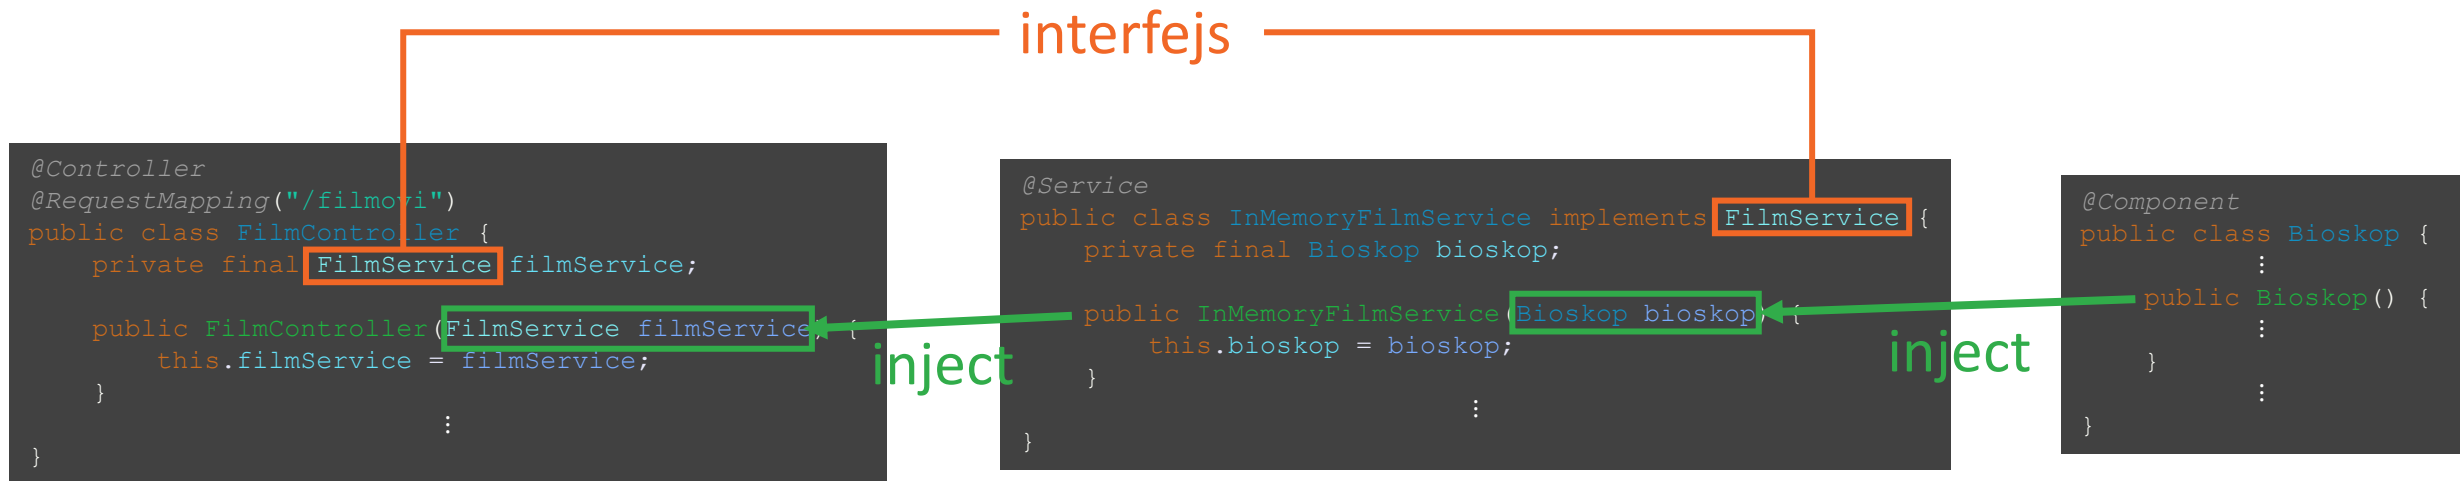 interfejs
@Controller
@RequestMapping("/filmovi")
public class FilmController {
    private final FilmService filmService;
    public FilmController(FilmService filmService) {
        this.filmService = filmService;
    }
⋮
}
inject
@Service
public class InMemoryFilmService implements FilmService {
    private final Bioskop bioskop;
    public InMemoryFilmService(Bioskop bioskop) {
        this.bioskop = bioskop;
    }
⋮
}
inject
@Component
public class Bioskop {
⋮
    public Bioskop() {
⋮
    }
⋮
}